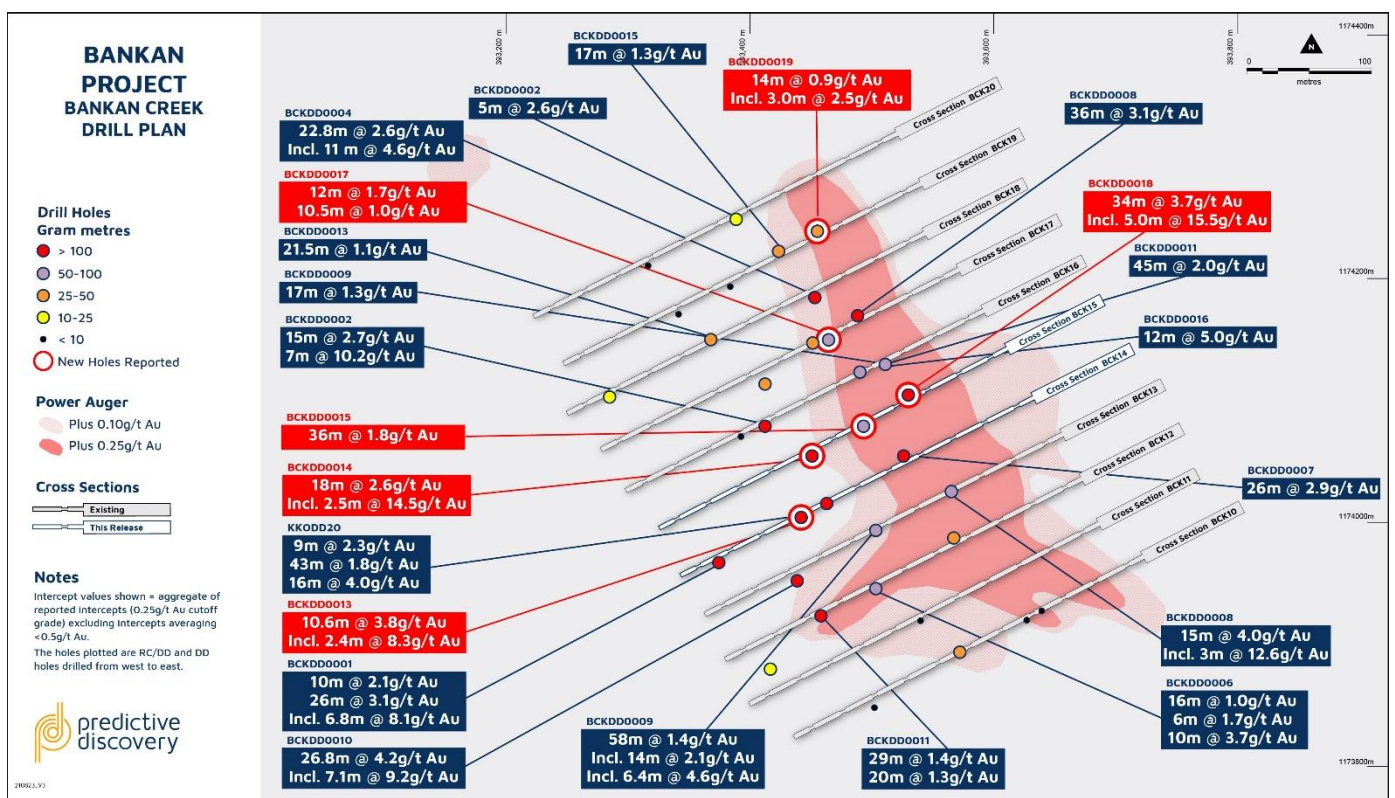 BANKAN
PROJECT
BANKAN CREEK
DRILL PLAN
Drill Holes
Gram metres
> 100
50-100
25-50
10-25
< 10
New Holes Reported
Power Auger
Plus 0.10g/t Au
Plus 0.25g/t Au
Cross Sections
Existing
This Release
Notes
Intercept values shown = aggregate of
reported intercepts (0.25g/t Au cutoff
grade) excluding intercepts averaging
<0.5g/t Au.
The holes plotted are RC/DD and DD
holes drilled from west to east.
predictive
discovery
210823_V3
393,200 m
393,400 m
393,600 m
393,800 m
1174400m
1174200m
1174000m
1173800m
N
0
100
metres
BCKDD0015
17m @ 1.3g/t Au
BCKDD0002
5m @ 2.6g/t Au
BCKDD0019
14m @ 0.9g/t Au
Incl. 3.0m @ 2.5g/t Au
BCKDD0008
36m @ 3.1g/t Au
BCKDD0004
22.8m @ 2.6g/t Au
Incl. 11 m @ 4.6g/t Au
BCKDD0017
12m @ 1.7g/t Au
10.5m @ 1.0g/t Au
BCKDD0013
21.5m @ 1.1g/t Au
BCKDD0009
17m @ 1.3g/t Au
BCKDD0002
15m @ 2.7g/t Au
7m @ 10.2g/t Au
BCKDD0015
36m @ 1.8g/t Au
BCKDD0014
18m @ 2.6g/t Au
Incl. 2.5m @ 14.5g/t Au
KKODD20
9m @ 2.3g/t Au
43m @ 1.8g/t Au
16m @ 4.0g/t Au
BCKDD0013
10.6m @ 3.8g/t Au
Incl. 2.4m @ 8.3g/t Au
BCKDD0001
10m @ 2.1g/t Au
26m @ 3.1g/t Au
Incl. 6.8m @ 8.1g/t Au
BCKDD0010
26.8m @ 4.2g/t Au
Incl. 7.1m @ 9.2g/t Au
BCKDD0009
58m @ 1.4g/t Au
Incl. 14m @ 2.1g/t Au
Incl. 6.4m @ 4.6g/t Au
BCKDD0011
29m @ 1.4g/t Au
20m @ 1.3g/t Au
BCKDD0018
34m @ 3.7g/t Au
Incl. 5.0m @ 15.5g/t Au
BCKDD0011
45m @ 2.0g/t Au
BCKDD0016
12m @ 5.0g/t Au
BCKDD0007
26m @ 2.9g/t Au
BCKDD0008
15m @ 4.0g/t Au
Incl. 3m @ 12.6g/t Au
BCKDD0006
16m @ 1.0g/t Au
6m @ 1.7g/t Au
10m @ 3.7g/t Au
Cross Section BCK20
Cross Section BCK19
Cross Section BCK18
Cross Section BCK17
Cross Section BCK16
Cross Section BCK15
Cross Section BCK14
Cross Section BCK13
Cross Section BCK12
Cross Section BCK11
Cross Section BCK10